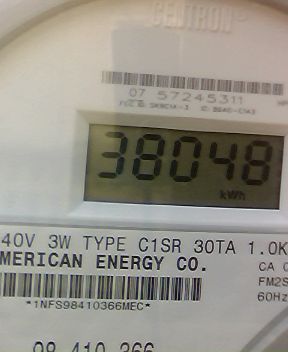 CENTRON®
07 57245311
38048
kWh
40V 3W TYPE C1SR 30TA 1.0K
MERICAN ENERGY CO.
CA 0
*1NFS98410366MEC*
FM2S
60Hz
98 410 366